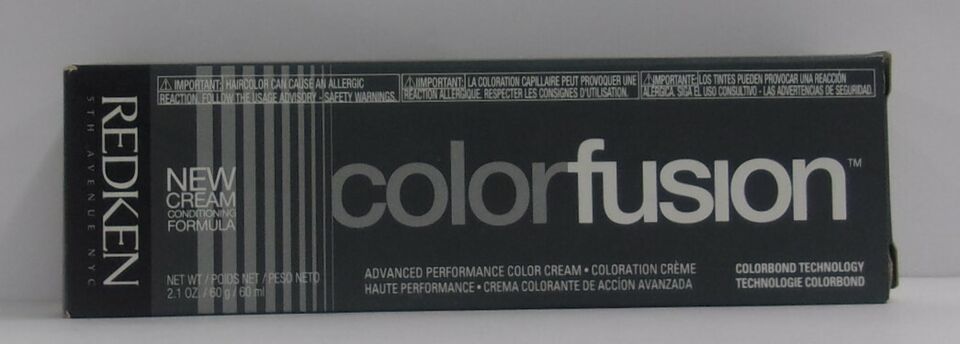 REDKEN
5TH AVENUE NYC
⚠IMPORTANT: HAIRCOLOR CAN CAUSE AN ALLERGIC
REACTION. FOLLOW THE USAGE ADVISORY - SAFETY WARNINGS.
⚠IMPORTANT: LA COLORATION CAPILLAIRE PEUT PROVOQUER UNE
RÉACTION ALLERGIQUE. RESPECTER LES CONSIGNES D'UTILISATION.
⚠IMPORTANTE: LOS TINTES PUEDEN PROVOCAR UNA REACCIÓN
ALÉRGICA. SIGA EL USO CONSULTIVO - LAS ADVERTENCIAS DE SEGURIDAD.
NEW
CREAM
CONDITIONING
FORMULA
colorfusion™
NET WT / POIDS NET / PESO NETO
2.1 OZ. / 60 g / 60 ml
ADVANCED PERFORMANCE COLOR CREAM • COLORATION CRÈME
HAUTE PERFORMANCE • CREMA COLORANTE DE ACCÍON AVANZADA
COLORBOND TECHNOLOGY
TECHNOLOGIE COLORBOND